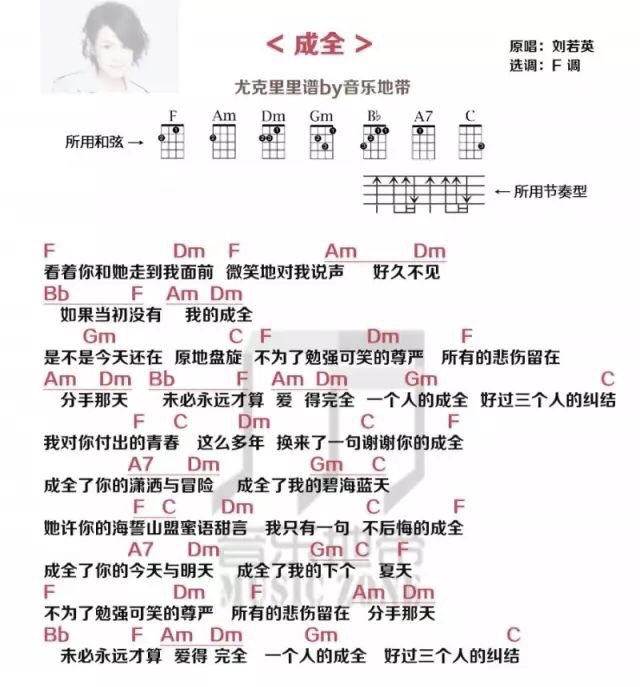 < 成全 >
原唱：刘若英
选调：F 调
尤克里里谱by音乐地带
所用和弦→ F Am Dm Gm Bb A7 C
←所用节奏型
F Dm F Am Dm
看着你和她走到我面前 微笑地对我说声 好久不见
Bb F Am Dm
如果当初没有 我的成全
Gm C F Dm F
是不是今天还在 原地盘旋 不为了勉强可笑的尊严 所有的悲伤留在
Am Dm Bb F Am Dm Gm C
分手那天 未必永远才算 爱 得完全 一个人的成全 好过三个人的纠结
F C Dm C F
我对你付出的青春 这么多年 换来了一句谢谢你的成全
A7 Dm Gm C
成全了你的潇洒与冒险 成全了我的碧海蓝天
F C Dm C F
她许你的海誓山盟蜜语甜言 我只有一句 不后悔的成全
A7 Dm Gm C F
成全了你的今天与明天 成全了我的下个 夏天
音乐地带
MUSIC ZONE
F Dm F Am Dm
不为了勉强可笑的尊严 所有的悲伤留在 分手那天
Bb F Am Dm Gm C
未必永远才算 爱得 完全 一个人的成全 好过三个人的纠结